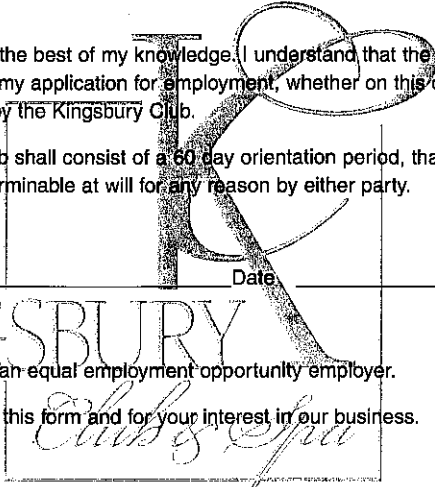 the best of my knowledge. I understand that the
my application for employment, whether on this
by the Kingsbury Club.
b shall consist of a 60 day orientation period, tha
rminable at will for any reason by either party.
Date
K
ESBURY
an equal employment opportunity employer.
this form and for your interest in our business.
Club & Spa